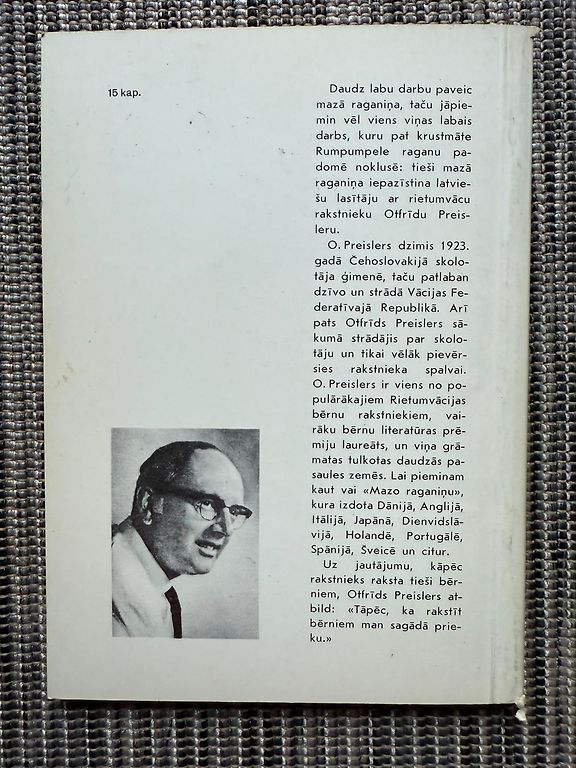 15 kap.
Daudz labu darbu paveic
mazā raganiņa, taču jāpie-
min vēl viens viņas labais
darbs, kuru pat krustmāte
Rumpumpele raganu pa-
domē noklusē: tieši mazā
raganiņa iepazīstina latvie-
šu lasītāju ar rietumvācu
rakstnieku Otfrīdu Preis-
leru.
O. Preislers dzimis 1923.
gadā Čehoslovakijā skolo-
tāja ģimenē, taču patlaban
dzīvo un strādā Vācijas Fe-
deratīvajā Republikā. Arī
pats Otfrīds Preislers sā-
kumā strādājis par skolo-
tāju un tikai vēlāk pievēr-
sies rakstnieka spalvai.
O. Preislers ir viens no po-
pulārākajiem Rietumvācijas
bērnu rakstniekiem, vai-
rāku bērnu literatūras prē-
miju laureāts, un viņa grā-
matas tulkotas daudzās pa-
saules zemēs. Lai pieminam
kaut vai «Mazo raganiņu»,
kura izdota Dānijā, Anglijā,
Itālijā, Japānā, Dienvidslā-
vijā, Holandē, Portugālē,
Spānijā, Šveicē un citur.
Uz jautājumu, kāpēc
rakstnieks raksta tieši bēr-
niem, Otfrīds Preislers at-
bild: «Tāpēc, ka rakstīt
bērniem man sagādā prie-
ku.»